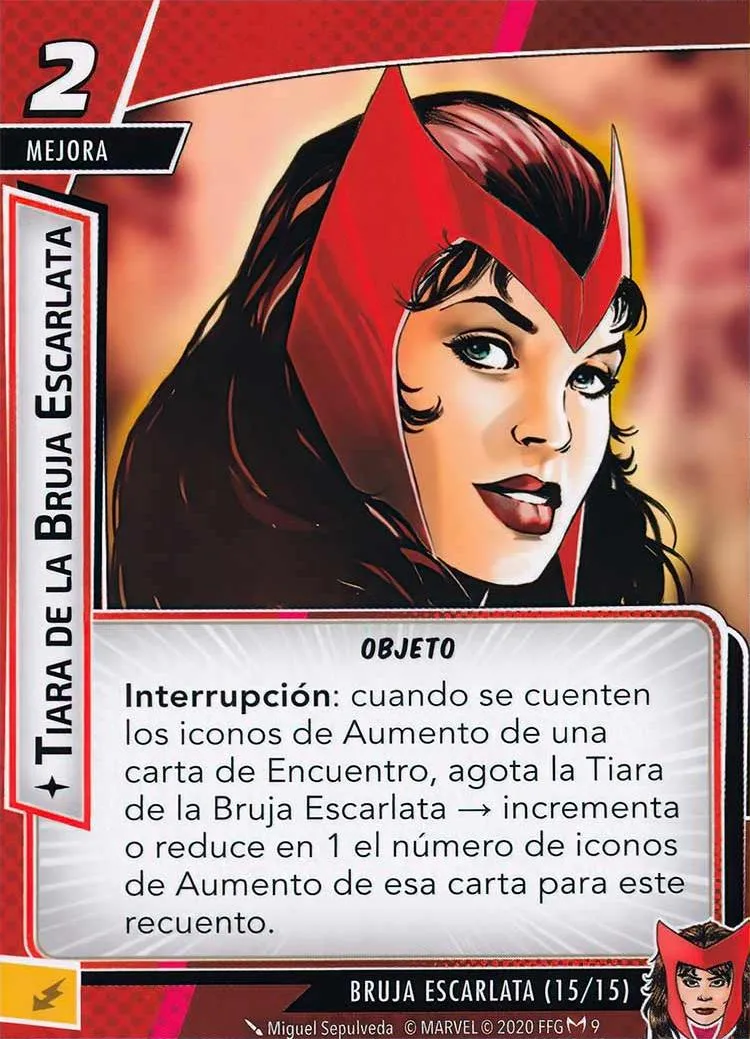 2
MEJORA
TIARA DE LA BRUJA ESCARLATA
OBJETO
Interrupción: cuando se cuenten
los iconos de Aumento de una
carta de Encuentro, agota la Tiara
de la Bruja Escarlata → incrementa
o reduce en 1 el número de iconos
de Aumento de esa carta para este
recuento.
BRUJA ESCARLATA (15/15)
Miguel Sepulveda © MARVEL © 2020 FFG 9